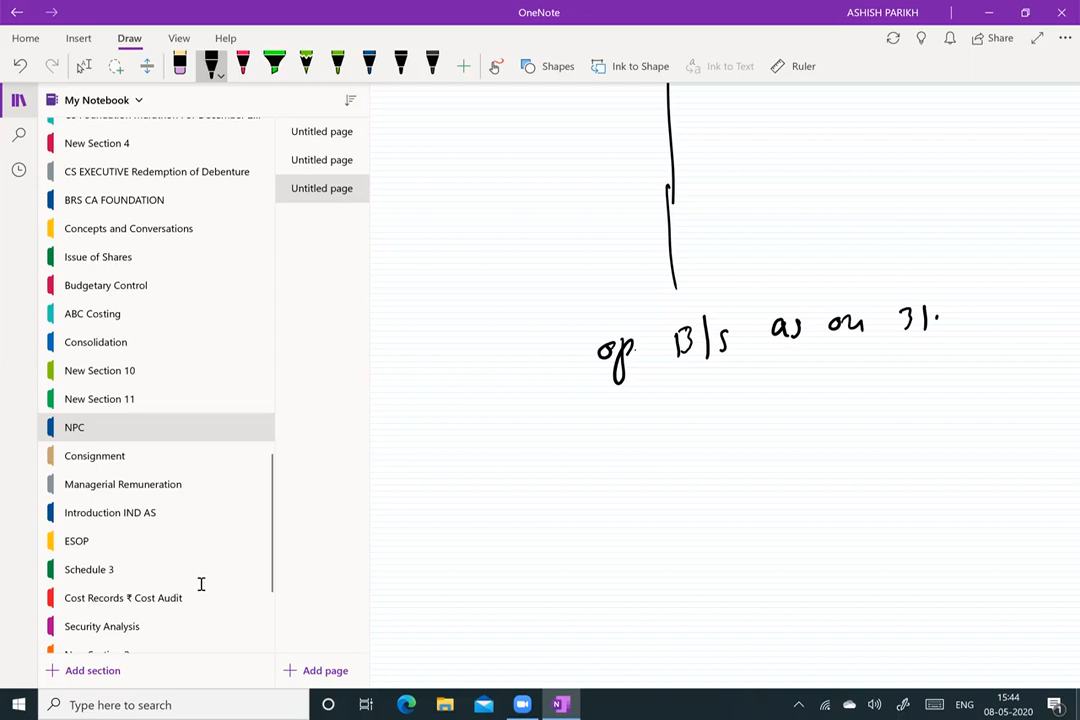 OneNote
ASHISH PARIKH
Home Insert Draw View Help
Share
Shapes Ink to Shape Ink to Text Ruler
My Notebook
New Section 4
CS EXECUTIVE Redemption of Debenture
BRS CA FOUNDATION
Concepts and Conversations
Issue of Shares
Budgetary Control
ABC Costing
Consolidation
New Section 10
New Section 11
NPC
Consignment
Managerial Remuneration
Introduction IND AS
ESOP
Schedule 3
Cost Records ₹ Cost Audit
Security Analysis
Add section
Untitled page
Untitled page
Untitled page
Add page
op. B/s as on 31.
Type here to search
ENG
15:44
08-05-2020